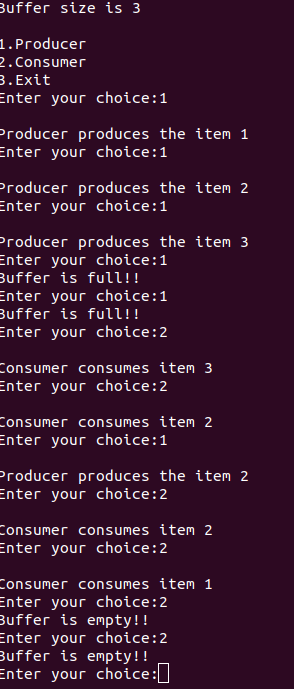 Buffer size is 3
1.Producer
2.Consumer
3.Exit
Enter your choice:1
Producer produces the item 1
Enter your choice:1
Producer produces the item 2
Enter your choice:1
Producer produces the item 3
Enter your choice:1
Buffer is full!!
Enter your choice:1
Buffer is full!!
Enter your choice:2
Consumer consumes item 3
Enter your choice:2
Consumer consumes item 2
Enter your choice:1
Producer produces the item 2
Enter your choice:2
Consumer consumes item 2
Enter your choice:2
Consumer consumes item 1
Enter your choice:2
Buffer is empty!!
Enter your choice:2
Buffer is empty!!
Enter your choice: